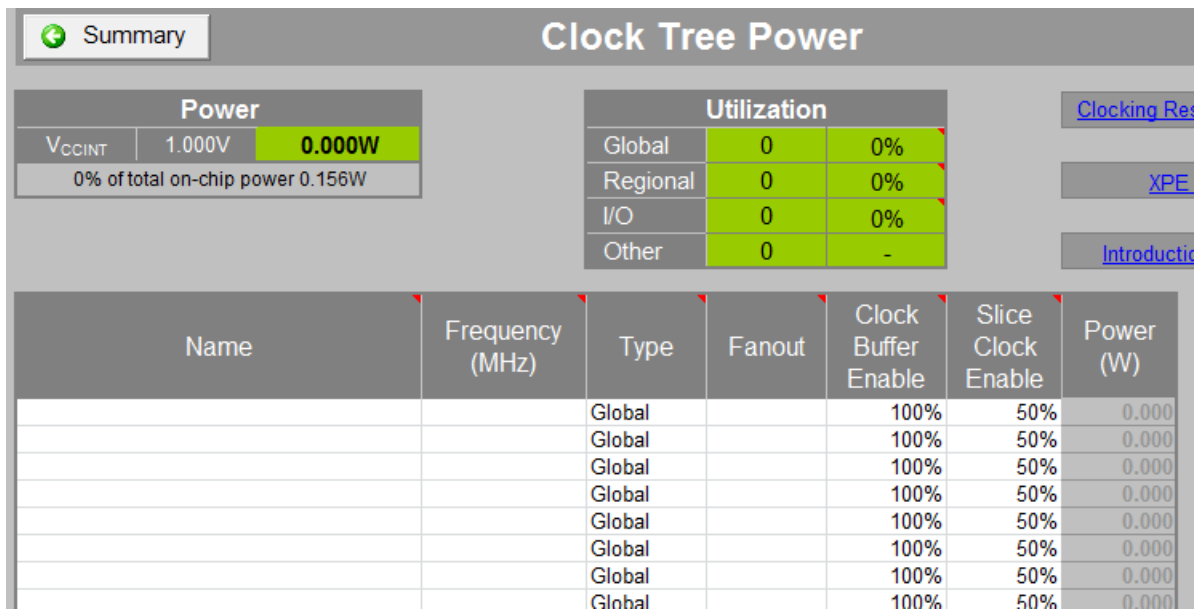 Summary
Clock Tree Power
Power
VCCINT 1.000V 0.000W
0% of total on-chip power 0.156W
Utilization
Global 0 0%
Regional 0 0%
I/O 0 0%
Other 0 -
Clocking Res
XPE
Introductio
Name
Frequency
(MHz)
Type
Fanout
Clock
Buffer
Enable
Slice
Clock
Enable
Power
(W)
Global 100% 50% 0.000
Global 100% 50% 0.000
Global 100% 50% 0.000
Global 100% 50% 0.000
Global 100% 50% 0.000
Global 100% 50% 0.000
Global 100% 50% 0.000
Global 100% 50% 0.000